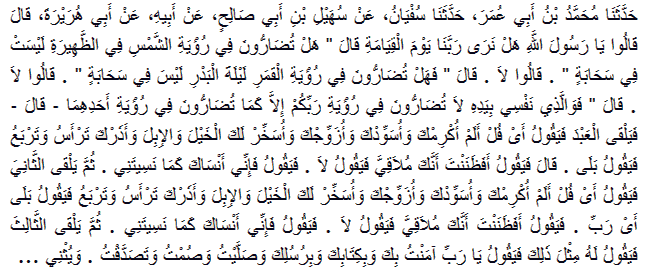 حَدَّثَنَا مُحَمَّدُ بْنُ أَبِي عُمَرَ، حَدَّثَنَا سُفْيَانُ، عَنْ سُهَيْلِ بْنِ أَبِي صَالِحٍ، عَنْ أَبِيهِ، عَنْ أَبِي هُرَيْرَةَ، قَالَ
قَالُوا يَا رَسُولَ اللَّهِ هَلْ نَرَى رَبَّنَا يَوْمَ الْقِيَامَةِ قَالَ " هَلْ تُضَارُّونَ فِي رُؤْيَةِ الشَّمْسِ فِي الظَّهِيرَةِ لَيْسَتْ
فِي سَحَابَةٍ " . قَالُوا لاَ . قَالَ " فَهَلْ تُضَارُّونَ فِي رُؤْيَةِ الْقَمَرِ لَيْلَةَ الْبَدْرِ لَيْسَ فِي سَحَابَةٍ " . قَالُوا لاَ
. قَالَ " فَوَالَّذِي نَفْسِي بِيَدِهِ لاَ تُضَارُّونَ فِي رُؤْيَةِ رَبِّكُمْ إِلاَّ كَمَا تُضَارُّونَ فِي رُؤْيَةِ أَحَدِهِمَا - قَالَ -
فَيَلْقَى الْعَبْدَ فَيَقُولُ أَىْ فُلْ أَلَمْ أُكْرِمْكَ وَأُسَوِّدْكَ وَأُزَوِّجْكَ وَأُسَخِّرْ لَكَ الْخَيْلَ وَالإِبِلَ وَأَذَرْكَ تَرْأَسُ وَتَرْبَعُ
فَيَقُولُ بَلَى . قَالَ فَيَقُولُ أَفَظَنَنْتَ أَنَّكَ مُلاَقِيَّ فَيَقُولُ لاَ . فَيَقُولُ فَإِنِّي أَنْسَاكَ كَمَا نَسِيتَنِي . ثُمَّ يَلْقَى الثَّانِيَ
فَيَقُولُ أَىْ فُلْ أَلَمْ أُكْرِمْكَ وَأُسَوِّدْكَ وَأُزَوِّجْكَ وَأُسَخِّرْ لَكَ الْخَيْلَ وَالإِبِلَ وَأَذَرْكَ تَرْأَسُ وَتَرْبَعُ فَيَقُولُ بَلَى
أَىْ رَبِّ . فَيَقُولُ أَفَظَنَنْتَ أَنَّكَ مُلاَقِيَّ فَيَقُولُ لاَ . فَيَقُولُ فَإِنِّي أَنْسَاكَ كَمَا نَسِيتَنِي . ثُمَّ يَلْقَى الثَّالِثَ
فَيَقُولُ لَهُ مِثْلَ ذَلِكَ فَيَقُولُ يَا رَبِّ آمَنْتُ بِكَ وَبِكِتَابِكَ وَبِرُسُلِكَ وَصَلَّيْتُ وَصُمْتُ وَتَصَدَّقْتُ . وَيُثْنِي ...